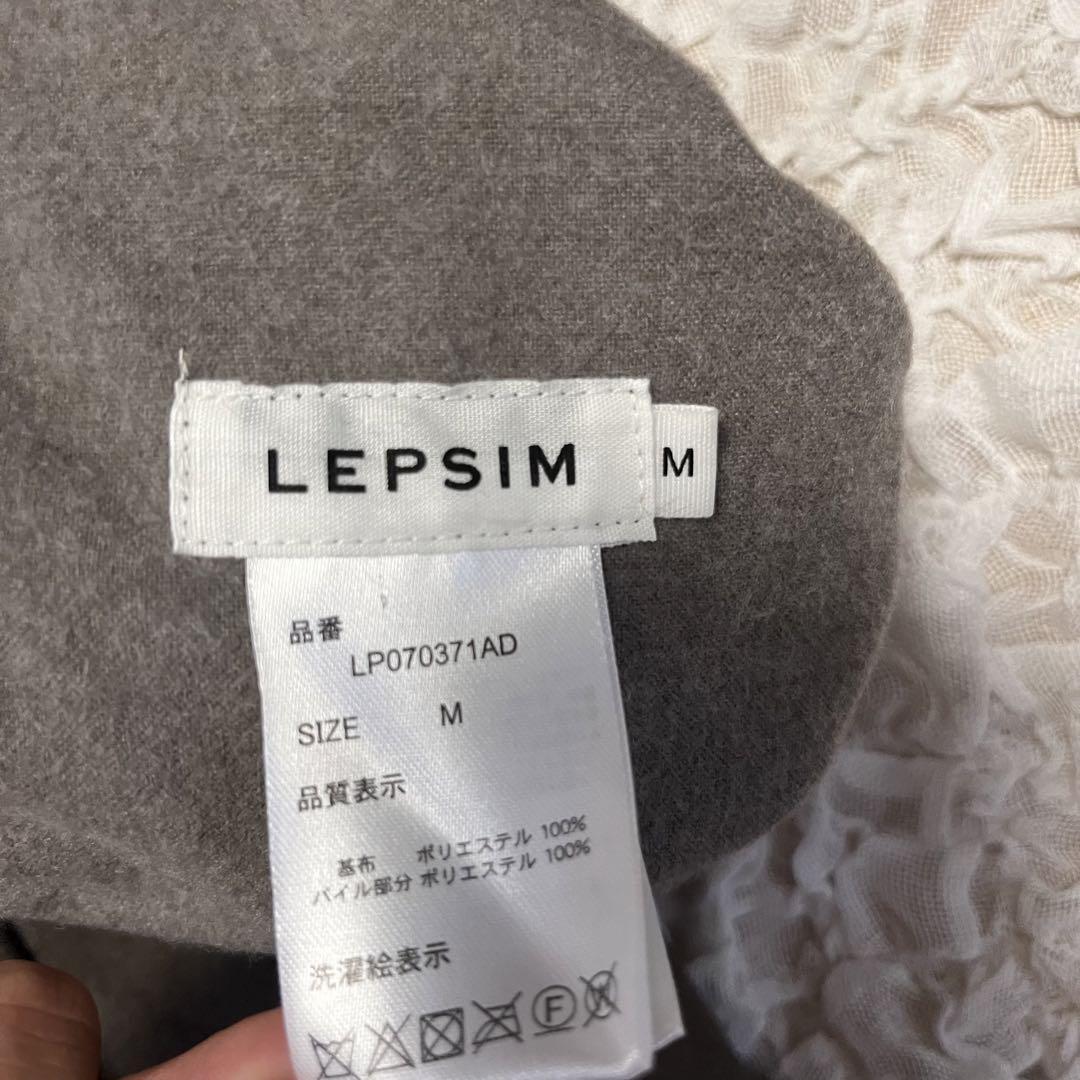 LEPSIM
M
品番
LP070371AD
SIZE M
品質表示
基布 ポリエステル 100%
パイル部分 ポリエステル 100%
洗濯絵表示
F
W